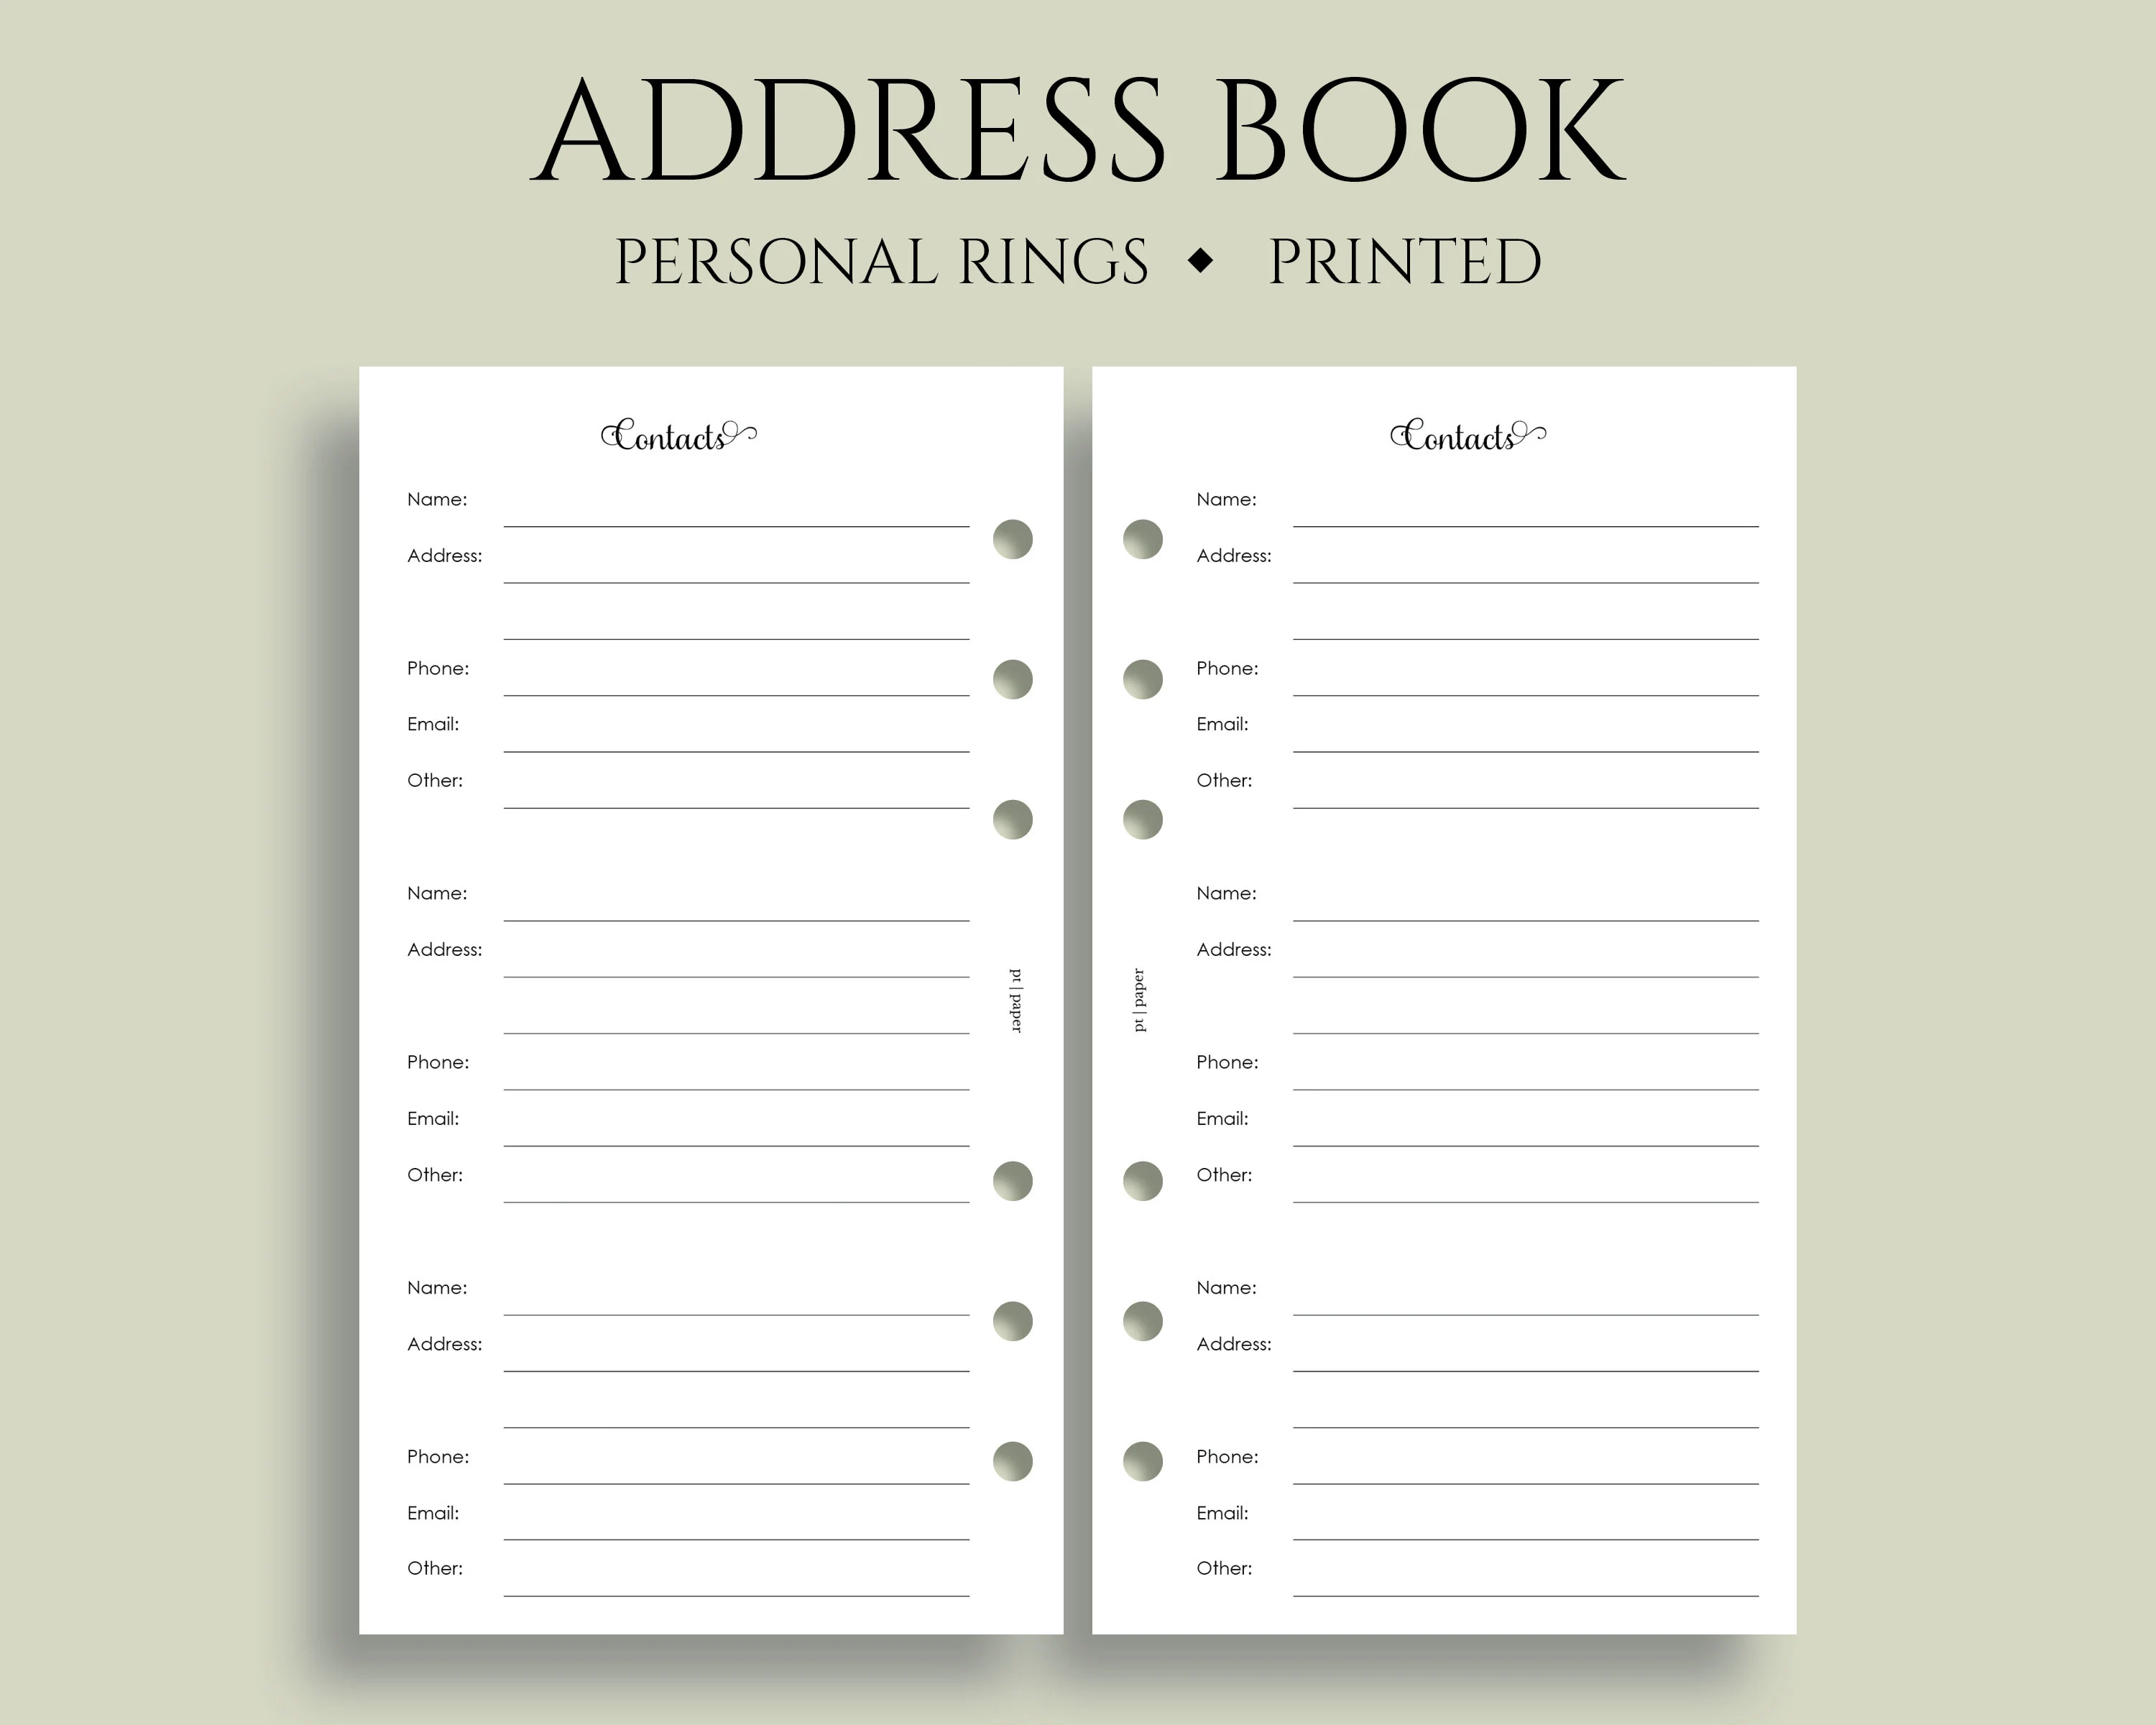 ADDRESS BOOK
PERSONAL RINGS ◆ PRINTED
Contacts
Name:
Address:
Phone:
Email:
Other:
Name:
Address:
Phone:
Email:
Other:
Name:
Address:
Phone:
Email:
Other:
pt | paper
Contacts
Name:
Address:
Phone:
Email:
Other:
Name:
Address:
Phone:
Email:
Other:
Name:
Address:
Phone:
Email:
Other:
pt | paper